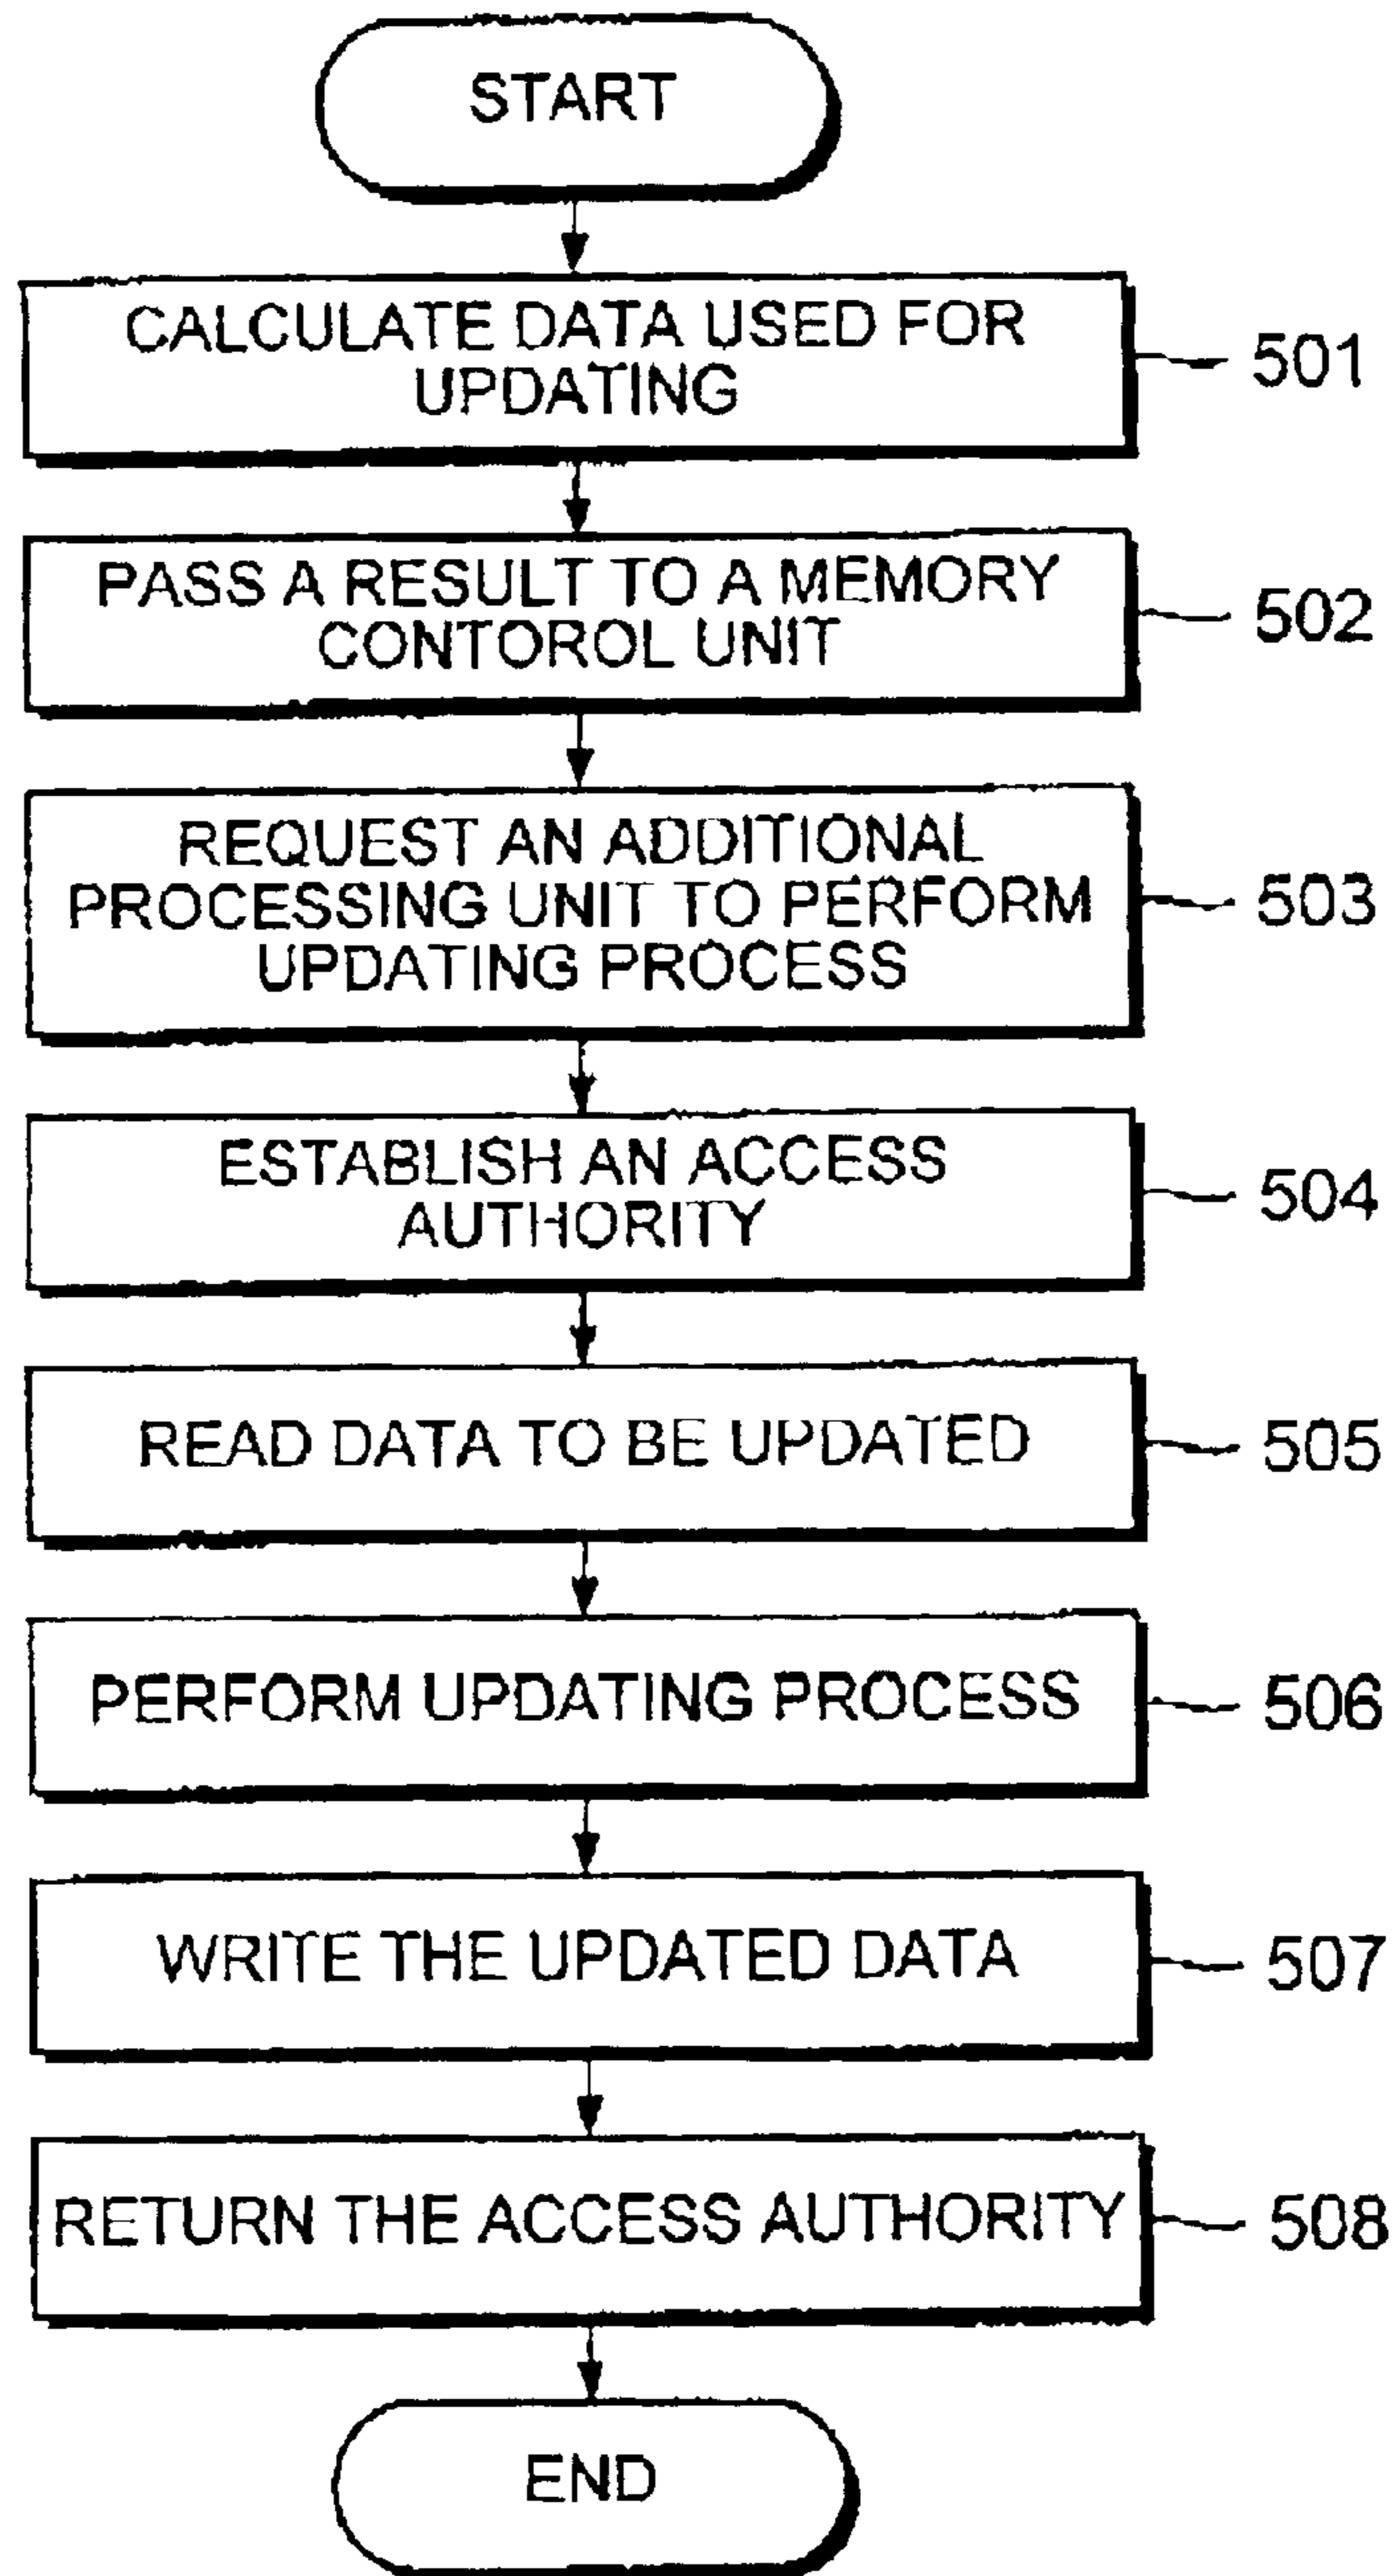 START
CALCULATE DATA USED FOR
UPDATING
501
PASS A RESULT TO A MEMORY
CONTOROL UNIT
502
REQUEST AN ADDITIONAL
PROCESSING UNIT TO PERFORM
UPDATING PROCESS
503
ESTABLISH AN ACCESS
AUTHORITY
504
READ DATA TO BE UPDATED
505
PERFORM UPDATING PROCESS
506
WRITE THE UPDATED DATA
507
RETURN THE ACCESS AUTHORITY
508
END